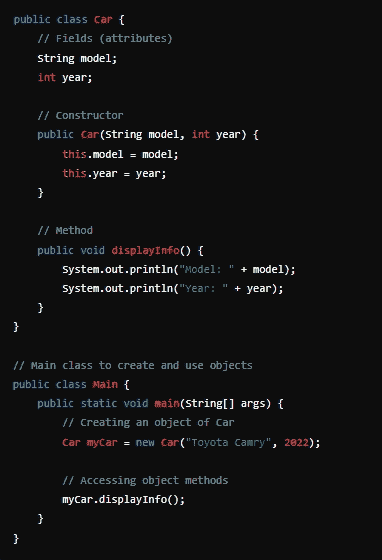 public class Car {
    // Fields (attributes)
    String model;
    int year;

    // Constructor
    public Car(String model, int year) {
        this.model = model;
        this.year = year;
    }

    // Method
    public void displayInfo() {
        System.out.println("Model: " + model);
        System.out.println("Year: " + year);
    }
}

// Main class to create and use objects
public class Main {
    public static void main(String[] args) {
        // Creating an object of Car
        Car myCar = new Car("Toyota Camry", 2022);

        // Accessing object methods
        myCar.displayInfo();
    }
}